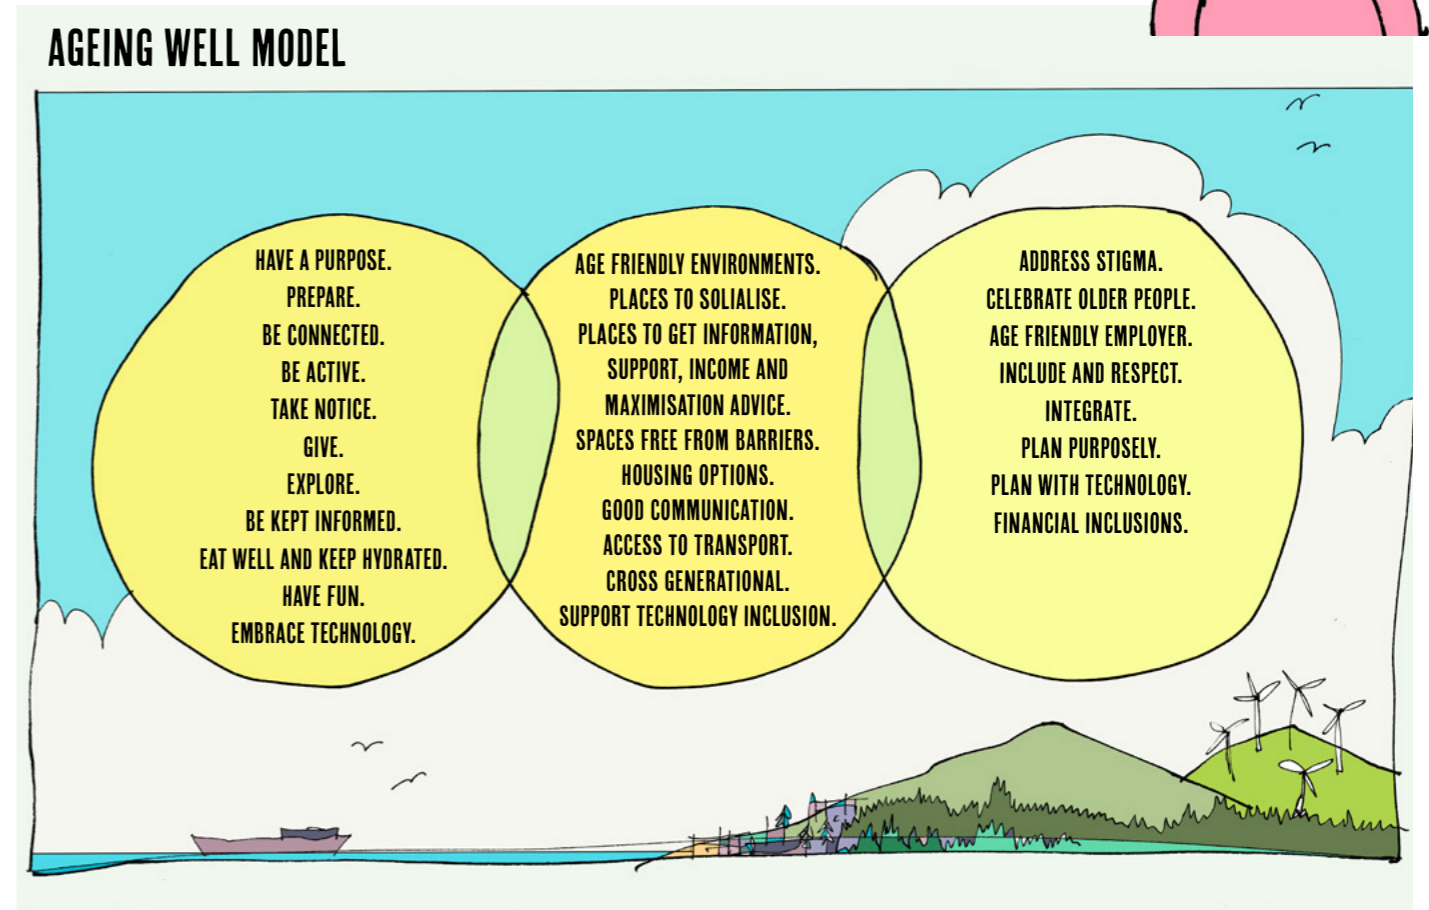 AGEING WELL MODEL
HAVE A PURPOSE.
PREPARE.
BE CONNECTED.
BE ACTIVE.
TAKE NOTICE.
GIVE.
EXPLORE.
BE KEPT INFORMED.
EAT WELL AND KEEP HYDRATED.
HAVE FUN.
EMBRACE TECHNOLOGY.
AGE FRIENDLY ENVIRONMENTS.
PLACES TO SOLIALISE.
PLACES TO GET INFORMATION,
SUPPORT, INCOME AND
MAXIMISATION ADVICE.
SPACES FREE FROM BARRIERS.
HOUSING OPTIONS.
GOOD COMMUNICATION.
ACCESS TO TRANSPORT.
CROSS GENERATIONAL.
SUPPORT TECHNOLOGY INCLUSION.
ADDRESS STIGMA.
CELEBRATE OLDER PEOPLE.
AGE FRIENDLY EMPLOYER.
INCLUDE AND RESPECT.
INTEGRATE.
PLAN PURPOSELY.
PLAN WITH TECHNOLOGY.
FINANCIAL INCLUSIONS.